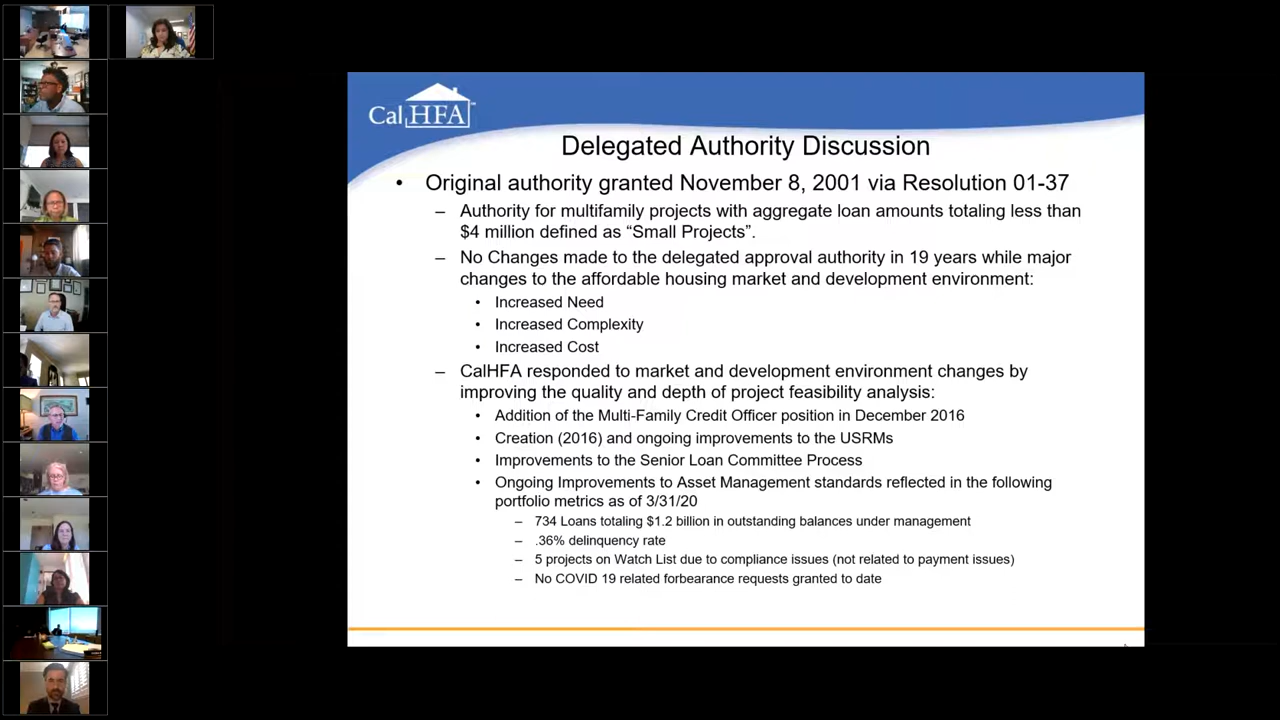 CalHFA
Delegated Authority Discussion
• Original authority granted November 8, 2001 via Resolution 01-37
– Authority for multifamily projects with aggregate loan amounts totaling less than
$4 million defined as “Small Projects”.
– No Changes made to the delegated approval authority in 19 years while major
changes to the affordable housing market and development environment:
• Increased Need
• Increased Complexity
• Increased Cost
– CalHFA responded to market and development environment changes by
improving the quality and depth of project feasibility analysis:
• Addition of the Multi-Family Credit Officer position in December 2016
• Creation (2016) and ongoing improvements to the USRMs
• Improvements to the Senior Loan Committee Process
• Ongoing Improvements to Asset Management standards reflected in the following
portfolio metrics as of 3/31/20
– 734 Loans totaling $1.2 billion in outstanding balances under management
– .36% delinquency rate
– 5 projects on Watch List due to compliance issues (not related to payment issues)
– No COVID 19 related forbearance requests granted to date